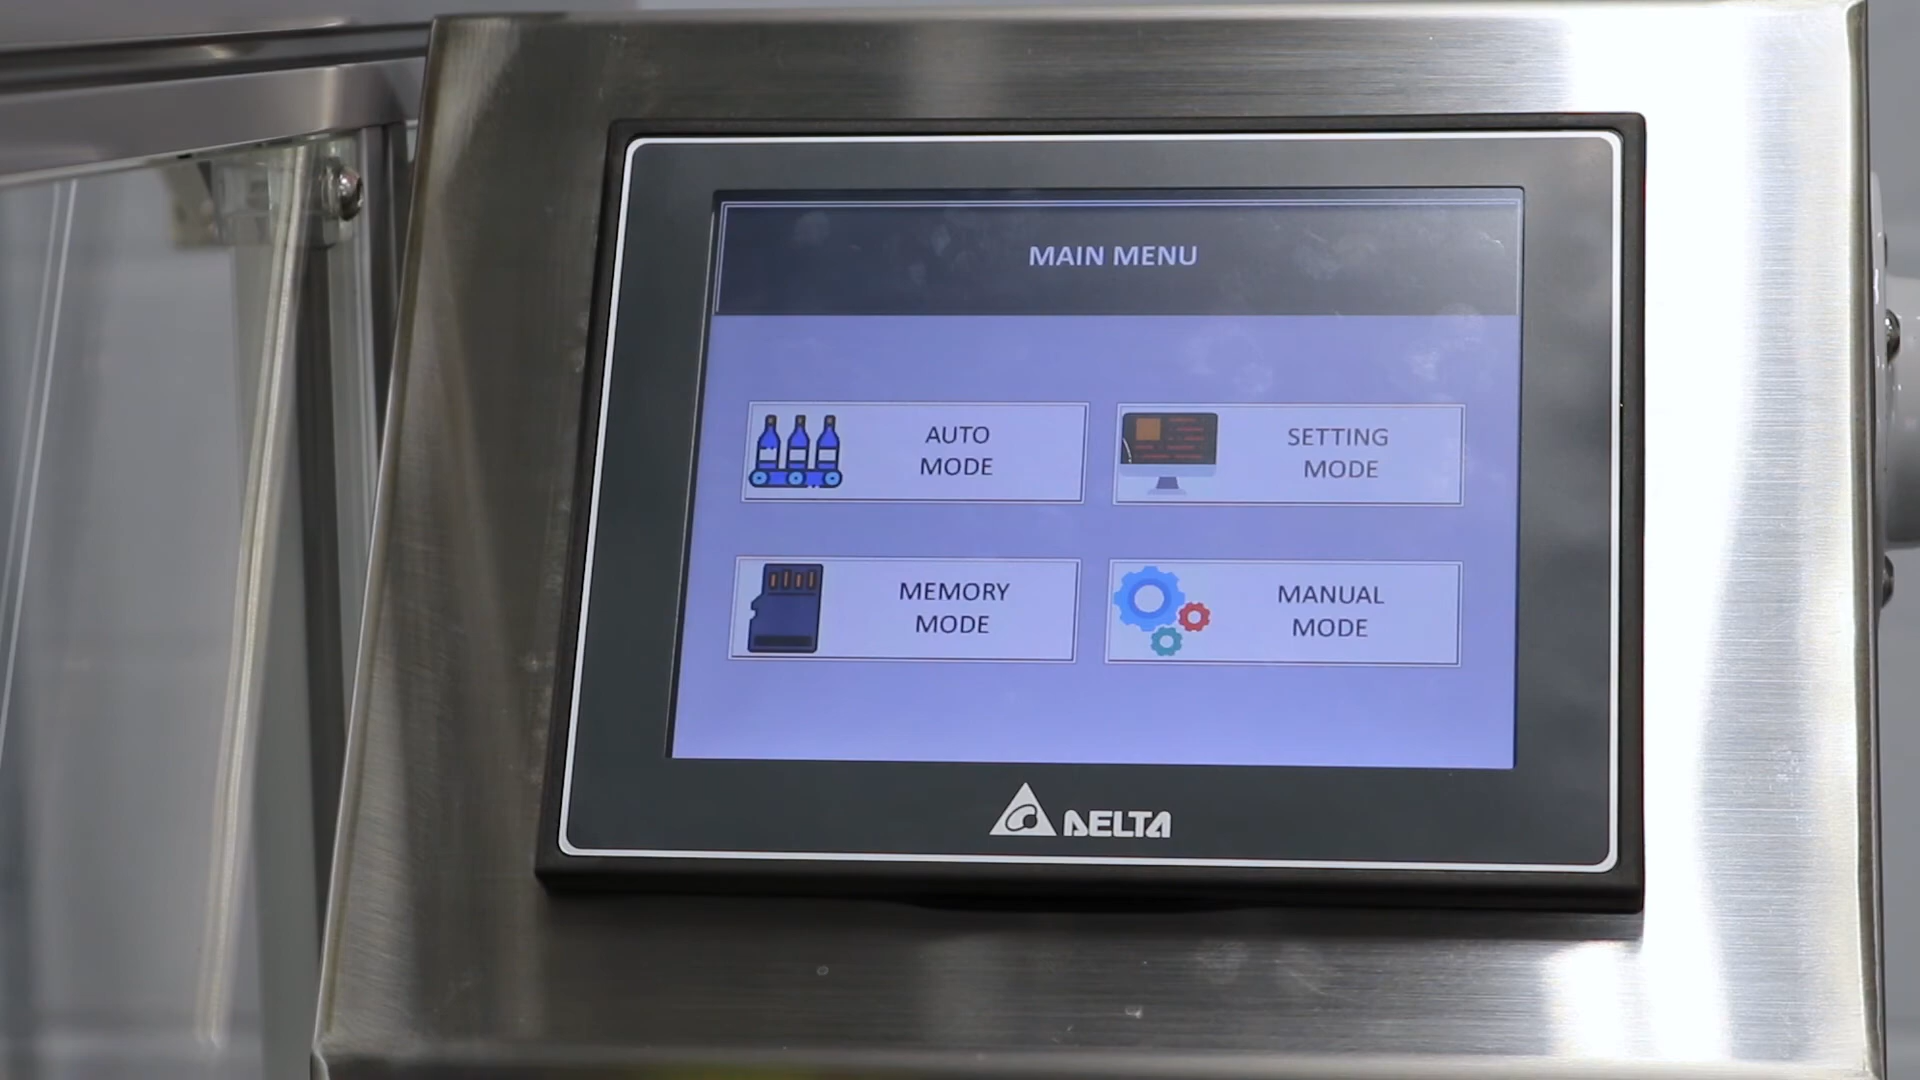 MAIN MENU
AUTO
MODE
SETTING
MODE
MEMORY
MODE
MANUAL
MODE
DELTA